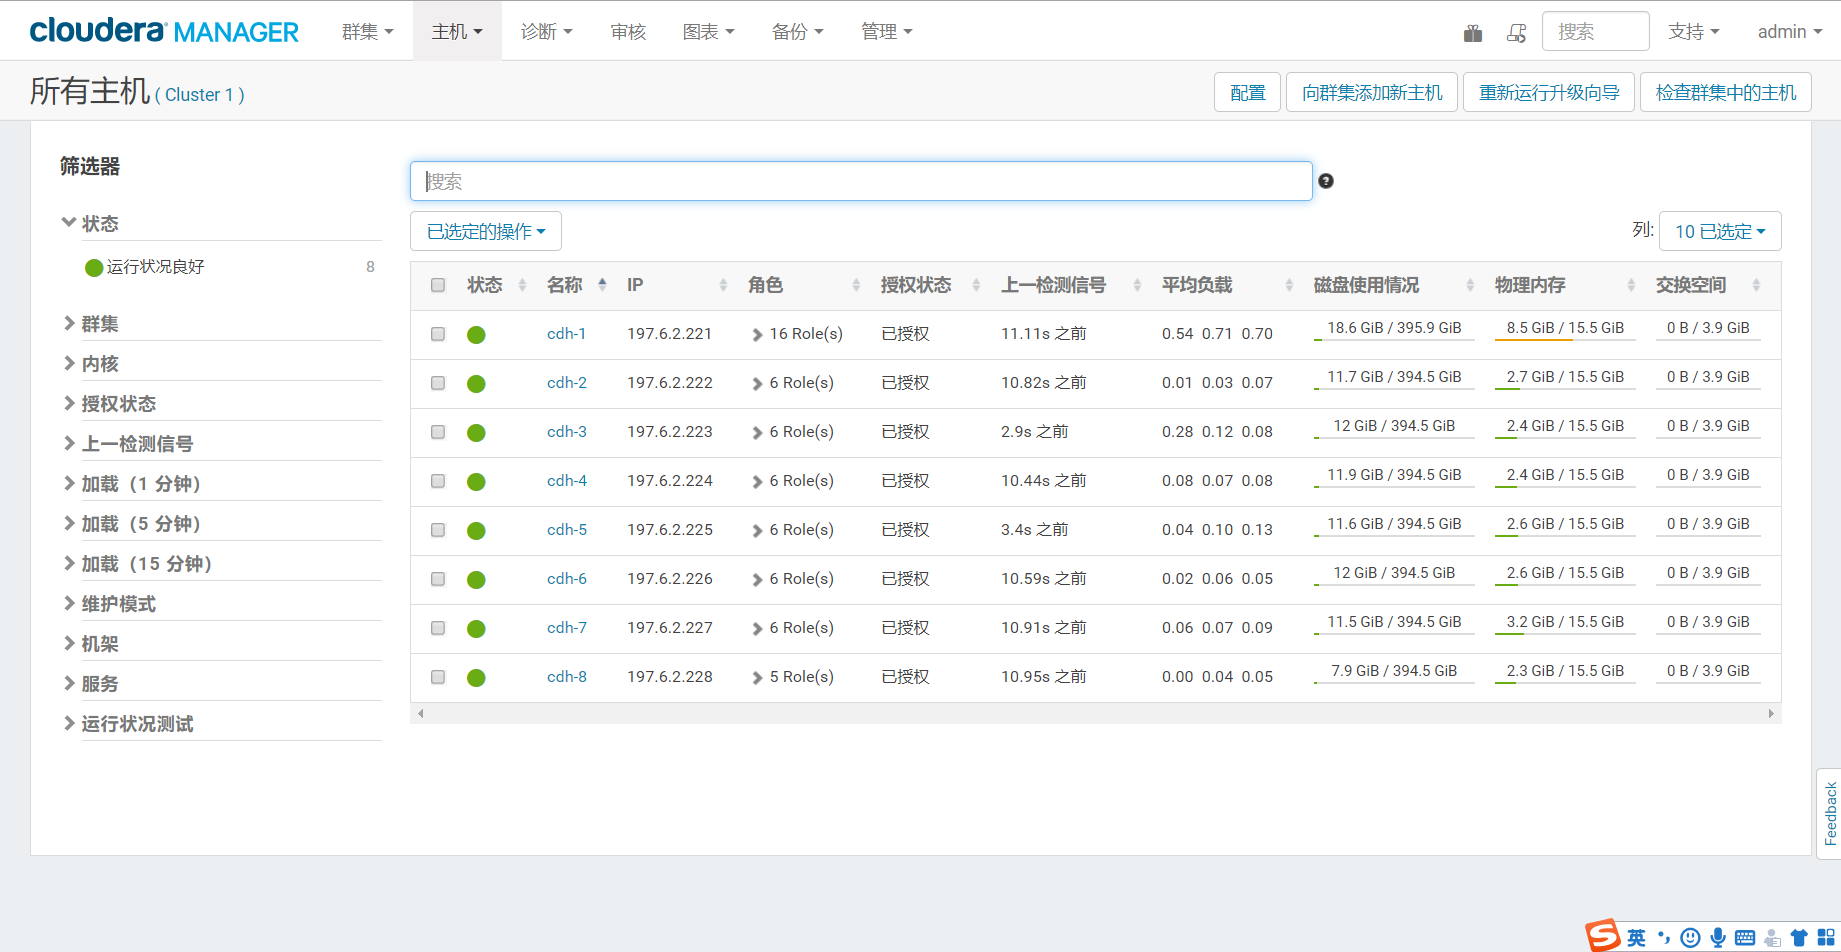 cloudera MANAGER 群集 主机 诊断 审核 图表 备份 管理 搜索 支持 admin
所有主机 ( Cluster 1 ) 配置 向群集添加新主机 重新运行升级向导 检查群集中的主机
筛选器
状态
运行状况良好 8
群集
内核
授权状态
上一检测信号
加载（1 分钟）
加载（5 分钟）
加载（15 分钟）
维护模式
机架
服务
运行状况测试
搜索 ?
已选定的操作 列: 10 已选定
状态 名称 IP 角色 授权状态 上一检测信号 平均负载 磁盘使用情况 物理内存 交换空间
cdh-1 197.6.2.221 16 Role(s) 已授权 11.11s 之前 0.54 0.71 0.70 18.6 GiB / 395.9 GiB 8.5 GiB / 15.5 GiB 0 B / 3.9 GiB
cdh-2 197.6.2.222 6 Role(s) 已授权 10.82s 之前 0.01 0.03 0.07 11.7 GiB / 394.5 GiB 2.7 GiB / 15.5 GiB 0 B / 3.9 GiB
cdh-3 197.6.2.223 6 Role(s) 已授权 2.9s 之前 0.28 0.12 0.08 12 GiB / 394.5 GiB 2.4 GiB / 15.5 GiB 0 B / 3.9 GiB
cdh-4 197.6.2.224 6 Role(s) 已授权 10.44s 之前 0.08 0.07 0.08 11.9 GiB / 394.5 GiB 2.4 GiB / 15.5 GiB 0 B / 3.9 GiB
cdh-5 197.6.2.225 6 Role(s) 已授权 3.4s 之前 0.04 0.10 0.13 11.6 GiB / 394.5 GiB 2.6 GiB / 15.5 GiB 0 B / 3.9 GiB
cdh-6 197.6.2.226 6 Role(s) 已授权 10.59s 之前 0.02 0.06 0.05 12 GiB / 394.5 GiB 2.6 GiB / 15.5 GiB 0 B / 3.9 GiB
cdh-7 197.6.2.227 6 Role(s) 已授权 10.91s 之前 0.06 0.07 0.09 11.5 GiB / 394.5 GiB 3.2 GiB / 15.5 GiB 0 B / 3.9 GiB
cdh-8 197.6.2.228 5 Role(s) 已授权 10.95s 之前 0.00 0.04 0.05 7.9 GiB / 394.5 GiB 2.3 GiB / 15.5 GiB 0 B / 3.9 GiB
Feedback
S 英